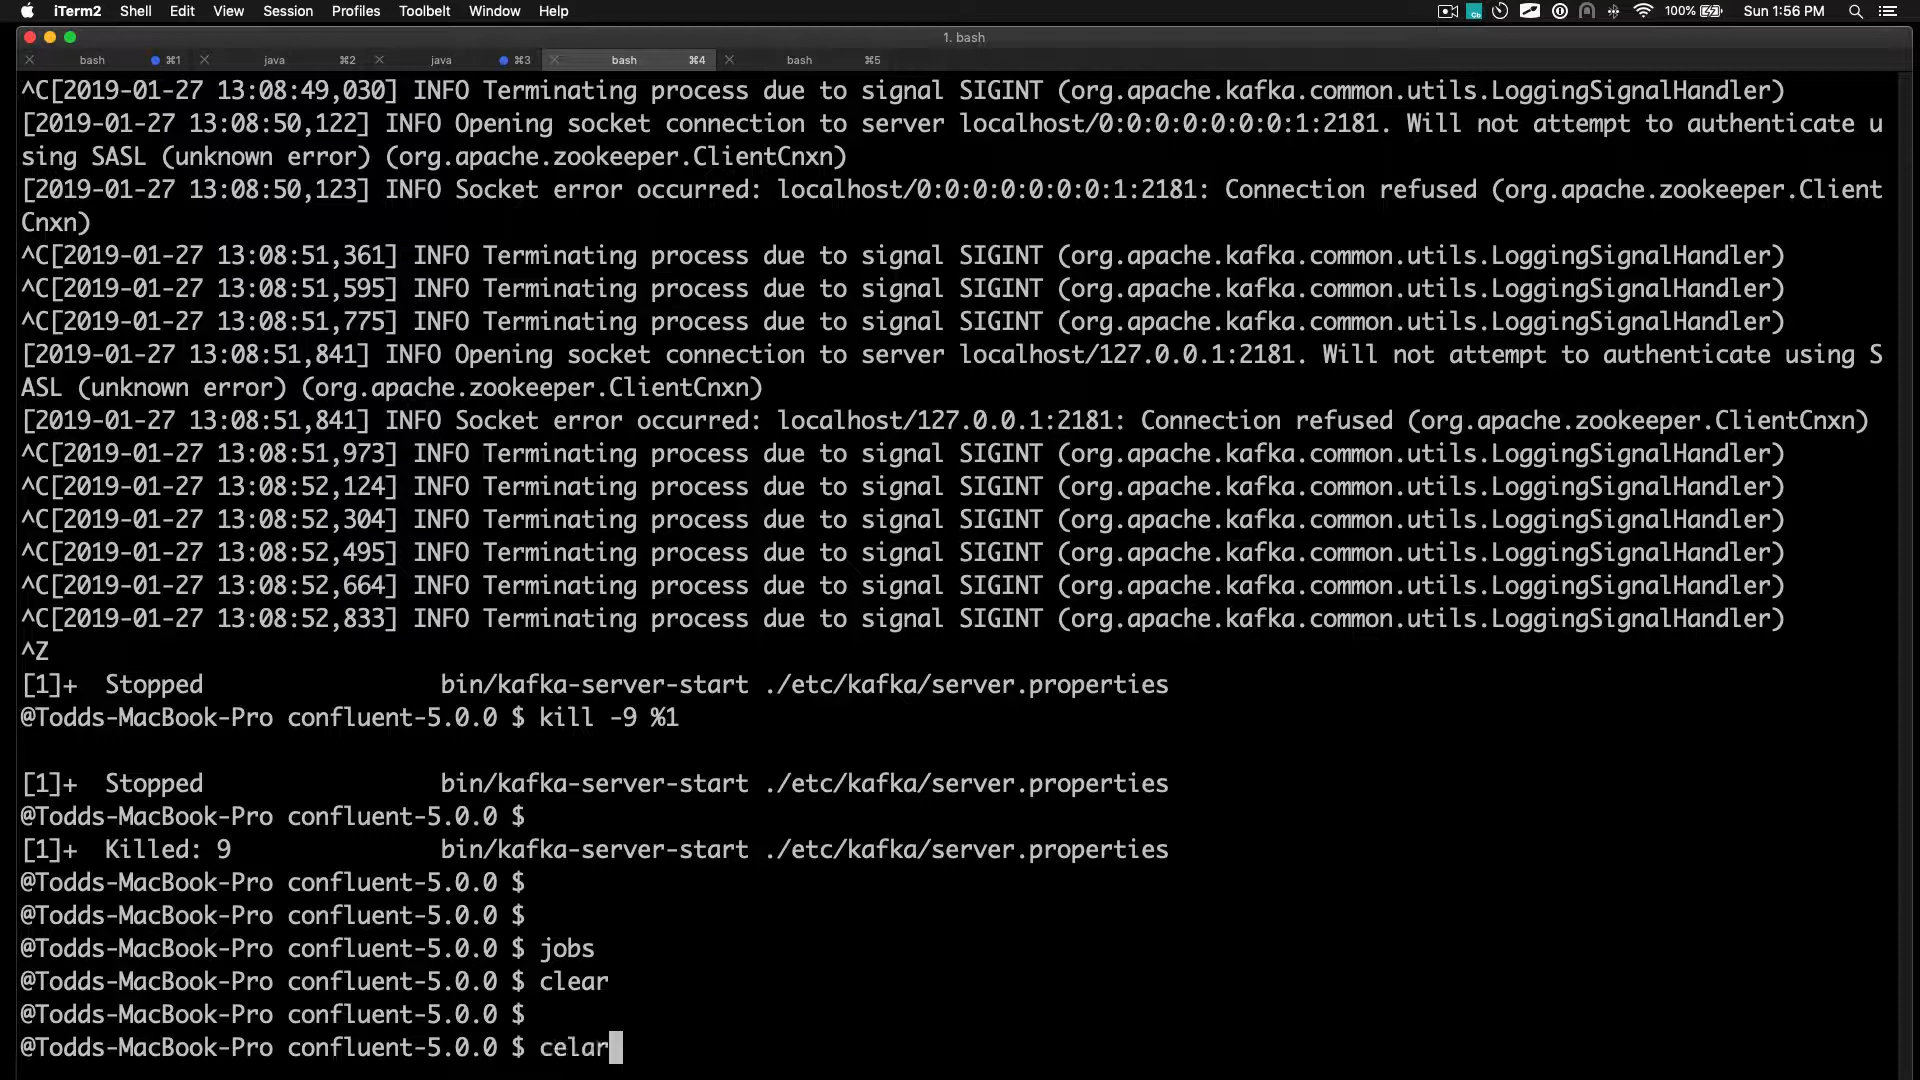 iTerm2 Shell Edit View Session Profiles Toolbelt Window Help 100% Sun 1:56 PM
1. bash
bash ⌘1 java ⌘2 java ⌘3 bash ⌘4 bash ⌘5
^C[2019-01-27 13:08:49,030] INFO Terminating process due to signal SIGINT (org.apache.kafka.common.utils.LoggingSignalHandler)
[2019-01-27 13:08:50,122] INFO Opening socket connection to server localhost/0:0:0:0:0:0:0:1:2181. Will not attempt to authenticate u
sing SASL (unknown error) (org.apache.zookeeper.ClientCnxn)
[2019-01-27 13:08:50,123] INFO Socket error occurred: localhost/0:0:0:0:0:0:0:1:2181: Connection refused (org.apache.zookeeper.Client
Cnxn)
^C[2019-01-27 13:08:51,361] INFO Terminating process due to signal SIGINT (org.apache.kafka.common.utils.LoggingSignalHandler)
^C[2019-01-27 13:08:51,595] INFO Terminating process due to signal SIGINT (org.apache.kafka.common.utils.LoggingSignalHandler)
^C[2019-01-27 13:08:51,775] INFO Terminating process due to signal SIGINT (org.apache.kafka.common.utils.LoggingSignalHandler)
[2019-01-27 13:08:51,841] INFO Opening socket connection to server localhost/127.0.0.1:2181. Will not attempt to authenticate using S
ASL (unknown error) (org.apache.zookeeper.ClientCnxn)
[2019-01-27 13:08:51,841] INFO Socket error occurred: localhost/127.0.0.1:2181: Connection refused (org.apache.zookeeper.ClientCnxn)
^C[2019-01-27 13:08:51,973] INFO Terminating process due to signal SIGINT (org.apache.kafka.common.utils.LoggingSignalHandler)
^C[2019-01-27 13:08:52,124] INFO Terminating process due to signal SIGINT (org.apache.kafka.common.utils.LoggingSignalHandler)
^C[2019-01-27 13:08:52,304] INFO Terminating process due to signal SIGINT (org.apache.kafka.common.utils.LoggingSignalHandler)
^C[2019-01-27 13:08:52,495] INFO Terminating process due to signal SIGINT (org.apache.kafka.common.utils.LoggingSignalHandler)
^C[2019-01-27 13:08:52,664] INFO Terminating process due to signal SIGINT (org.apache.kafka.common.utils.LoggingSignalHandler)
^C[2019-01-27 13:08:52,833] INFO Terminating process due to signal SIGINT (org.apache.kafka.common.utils.LoggingSignalHandler)
^Z
[1]+  Stopped                 bin/kafka-server-start ./etc/kafka/server.properties
@Todds-MacBook-Pro confluent-5.0.0 $ kill -9 %1
[1]+  Stopped                 bin/kafka-server-start ./etc/kafka/server.properties
@Todds-MacBook-Pro confluent-5.0.0 $
[1]+  Killed: 9               bin/kafka-server-start ./etc/kafka/server.properties
@Todds-MacBook-Pro confluent-5.0.0 $
@Todds-MacBook-Pro confluent-5.0.0 $
@Todds-MacBook-Pro confluent-5.0.0 $ jobs
@Todds-MacBook-Pro confluent-5.0.0 $ clear
@Todds-MacBook-Pro confluent-5.0.0 $
@Todds-MacBook-Pro confluent-5.0.0 $ celar